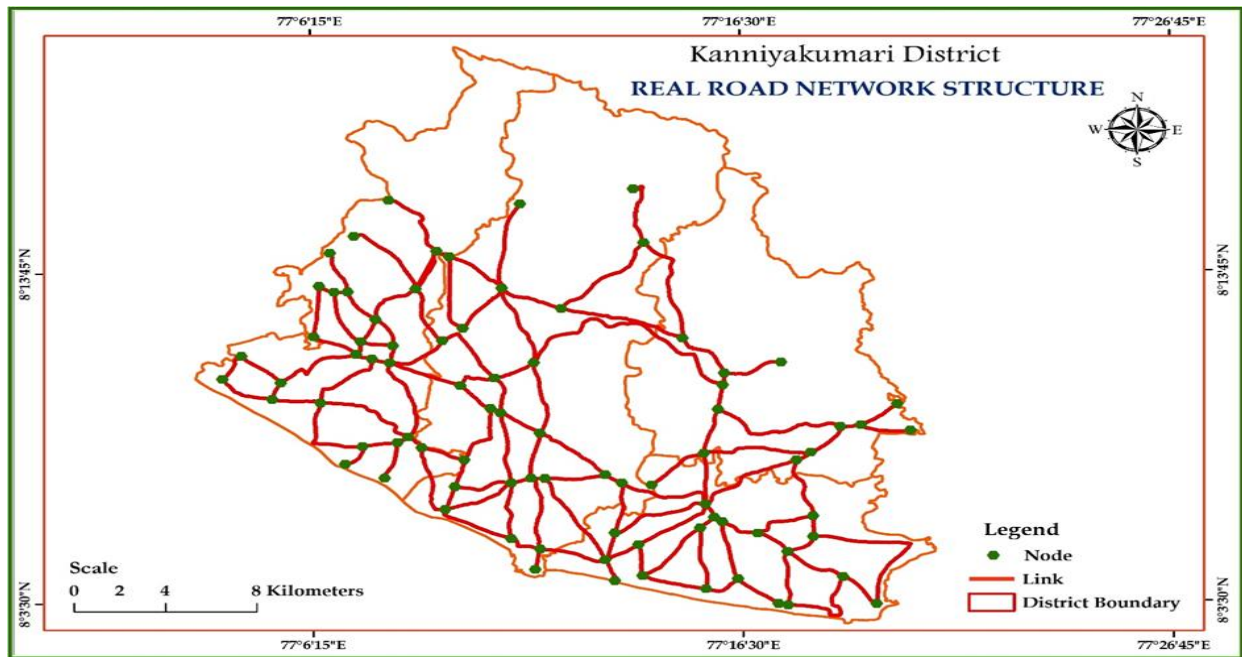 77°6'15"E 77°16'30"E 77°26'45"E
Kanniyakumari District
REAL ROAD NETWORK STRUCTURE
N
W E
S
8°13'45"N 8°13'45"N
Legend
Node
Link
District Boundary
Scale
0 2 4 8 Kilometers
8°3'30"N 8°3'30"N
77°6'15"E 77°16'30"E 77°26'45"E